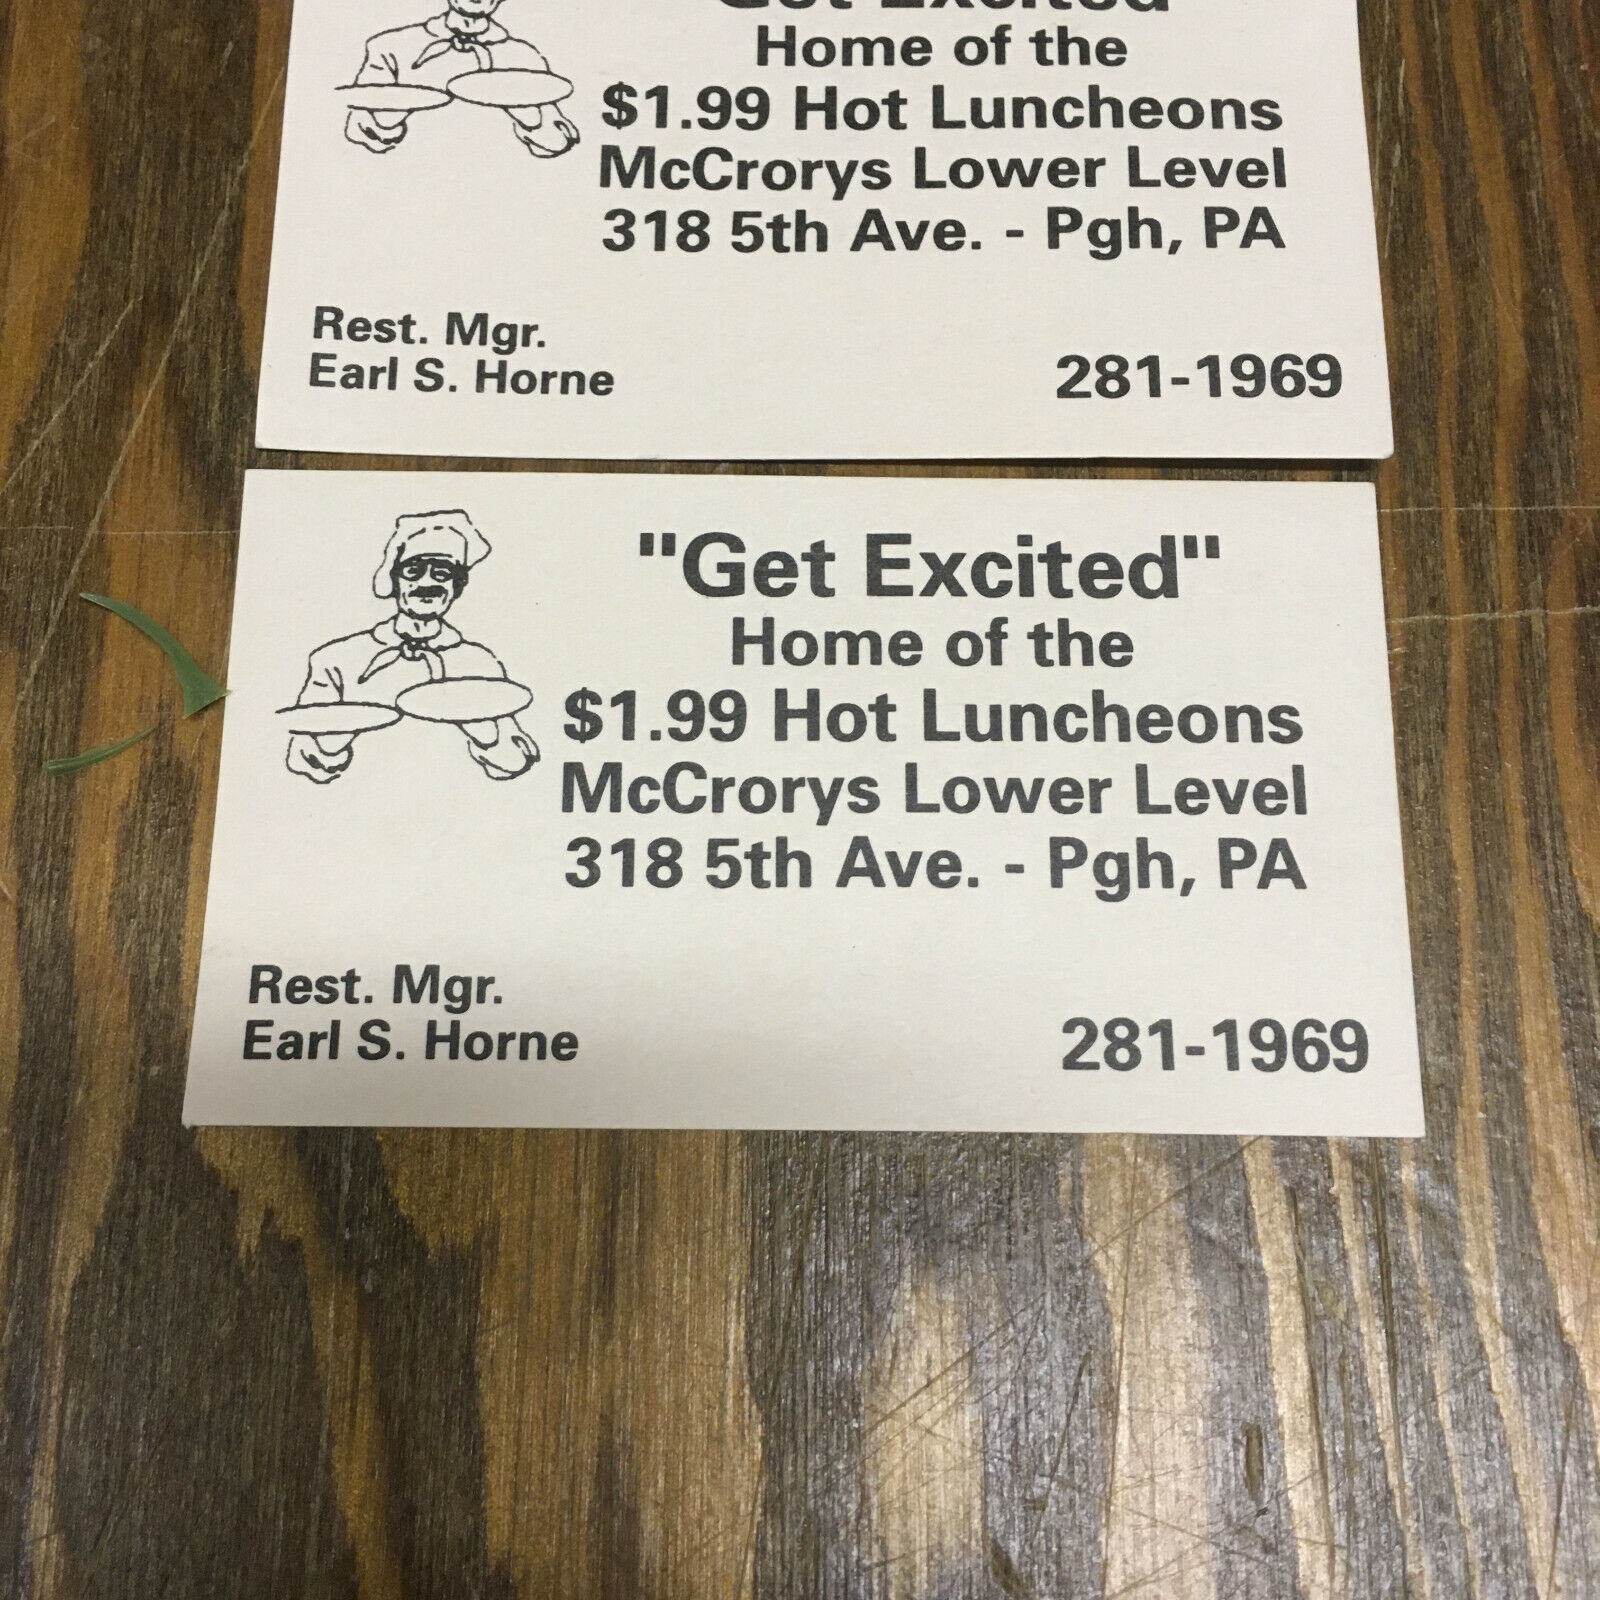 "Get Excited"
Home of the
$1.99 Hot Luncheons
McCrorys Lower Level
318 5th Ave. - Pgh, PA
Rest. Mgr.
Earl S. Horne
281-1969
"Get Excited"
Home of the
$1.99 Hot Luncheons
McCrorys Lower Level
318 5th Ave. - Pgh, PA
Rest. Mgr.
Earl S. Horne
281-1969